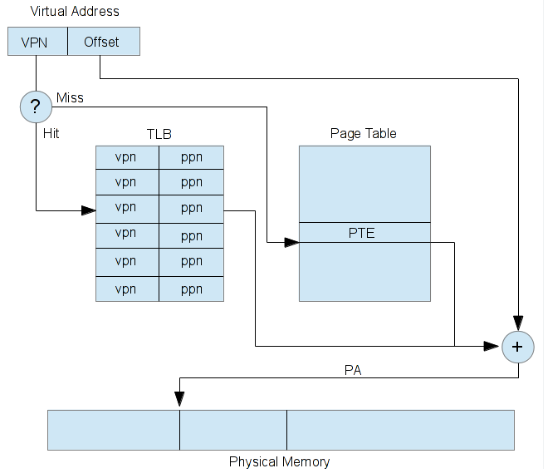 Virtual Address
VPN Offset
?
Miss
Hit
TLB
Page Table
vpn ppn
vpn ppn
vpn ppn
vpn ppn
vpn ppn
vpn ppn
PTE
+
PA
Physical Memory